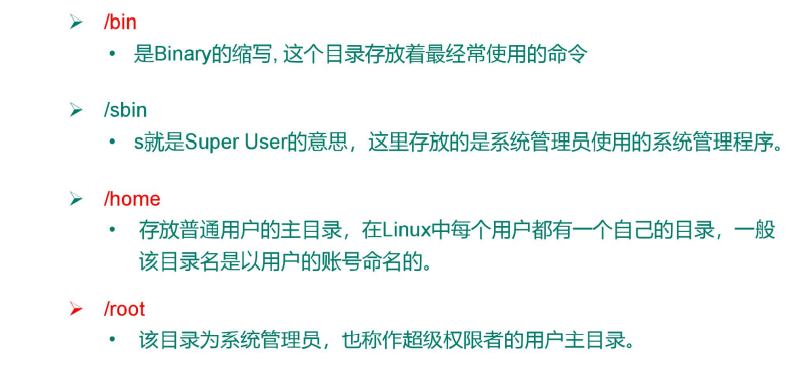 ➢ /bin
• 是Binary的缩写, 这个目录存放着最经常使用的命令
➢ /sbin
• s就是Super User的意思，这里存放的是系统管理员使用的系统管理程序。
➢ /home
• 存放普通用户的主目录，在Linux中每个用户都有一个自己的目录，一般
该目录名是以用户的账号命名的。
➢ /root
• 该目录为系统管理员，也称作超级权限者的用户主目录。